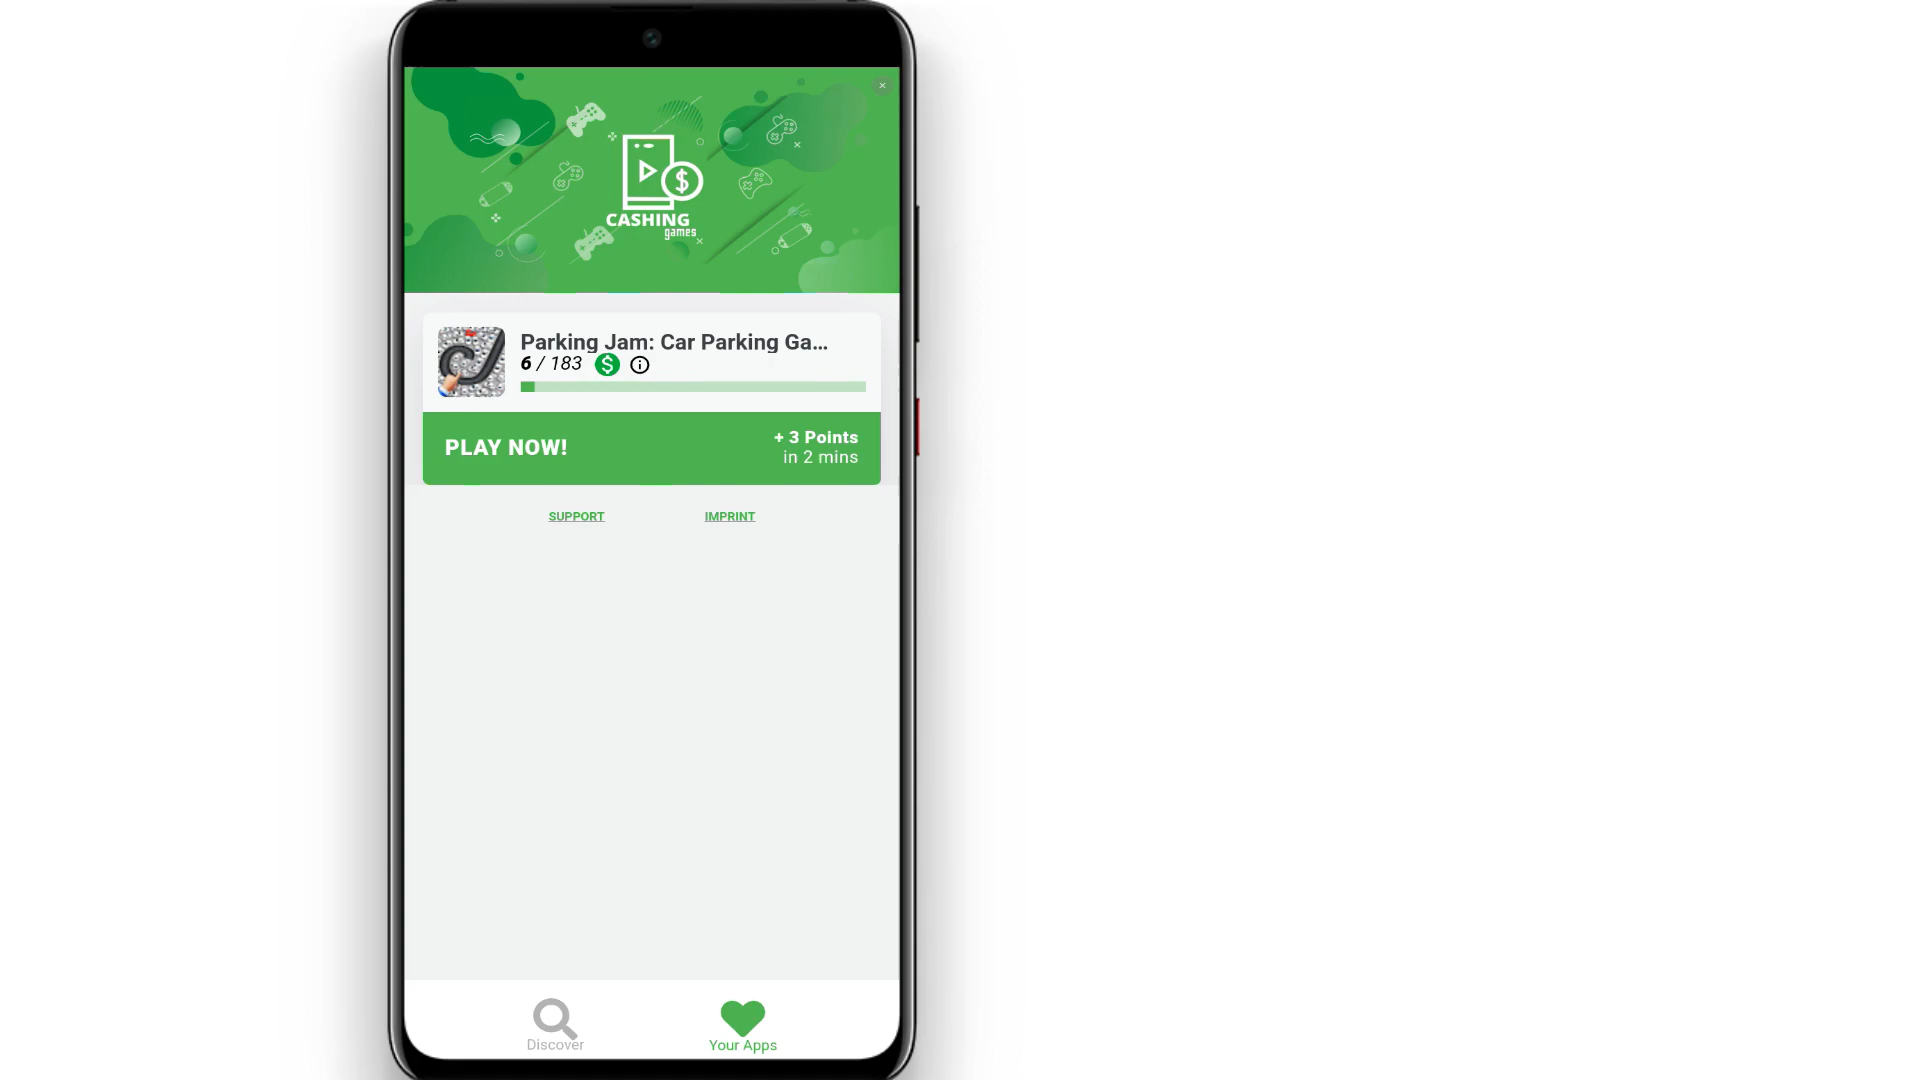 CASHING
games
Parking Jam: Car Parking Ga...
6 / 183
PLAY NOW!
+ 3 Points
in 2 mins
SUPPORT
IMPRINT
Discover
Your Apps